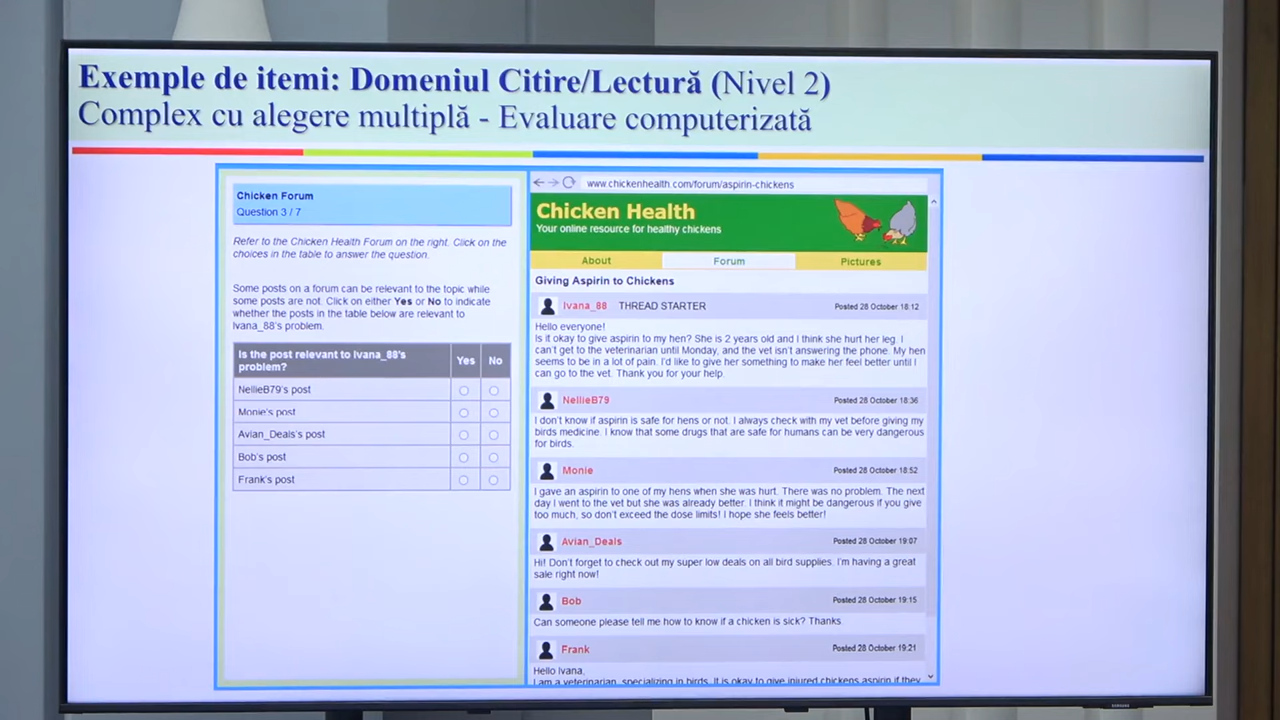 Exemple de itemi: Domeniul Citire/Lectură (Nivel 2)
Complex cu alegere multiplă - Evaluare computerizată
Chicken Forum
Question 3 / 7
Refer to the Chicken Health Forum on the right. Click on the
choices in the table to answer the question.
Some posts on a forum can be relevant to the topic while
some posts are not. Click on either Yes or No to indicate
whether the posts in the table below are relevant to
Ivana_88's problem.
Is the post relevant to Ivana_88's
problem?
Yes No
NellieB79's post
Monie's post
Avian_Deals's post
Bob's post
Frank's post
www.chickenhealth.com/forum/aspirin-chickens
Chicken Health
Your online resource for healthy chickens
About Forum Pictures
Giving Aspirin to Chickens
Ivana_88 THREAD STARTER Posted 28 October 18:12
Hello everyone!
Is it okay to give aspirin to my hen? She is 2 years old and I think she hurt her leg. I
can't get to the veterinarian until Monday, and the vet isn't answering the phone. My hen
seems to be in a lot of pain. I'd like to give her something to make her feel better until I
can go to the vet. Thank you for your help.
NellieB79 Posted 28 October 18:36
I don't know if aspirin is safe for hens or not. I always check with my vet before giving my
birds medicine. I know that some drugs that are safe for humans can be very dangerous
for birds.
Monie Posted 28 October 18:52
I gave an aspirin to one of my hens when she was hurt. There was no problem. The next
day I went to the vet but she was already better. I think it might be dangerous if you give
too much, so don't exceed the dose limits! I hope she feels better!
Avian_Deals Posted 28 October 19:07
Hi! Don't forget to check out my super low deals on all bird supplies. I'm having a great
sale right now!
Bob Posted 28 October 19:15
Can someone please tell me how to know if a chicken is sick? Thanks
Frank Posted 28 October 19:21
Hello Ivana,
I am a veterinarian, specializing in birds. It is okay to give injured chickens aspirin if they
SAMSUNG